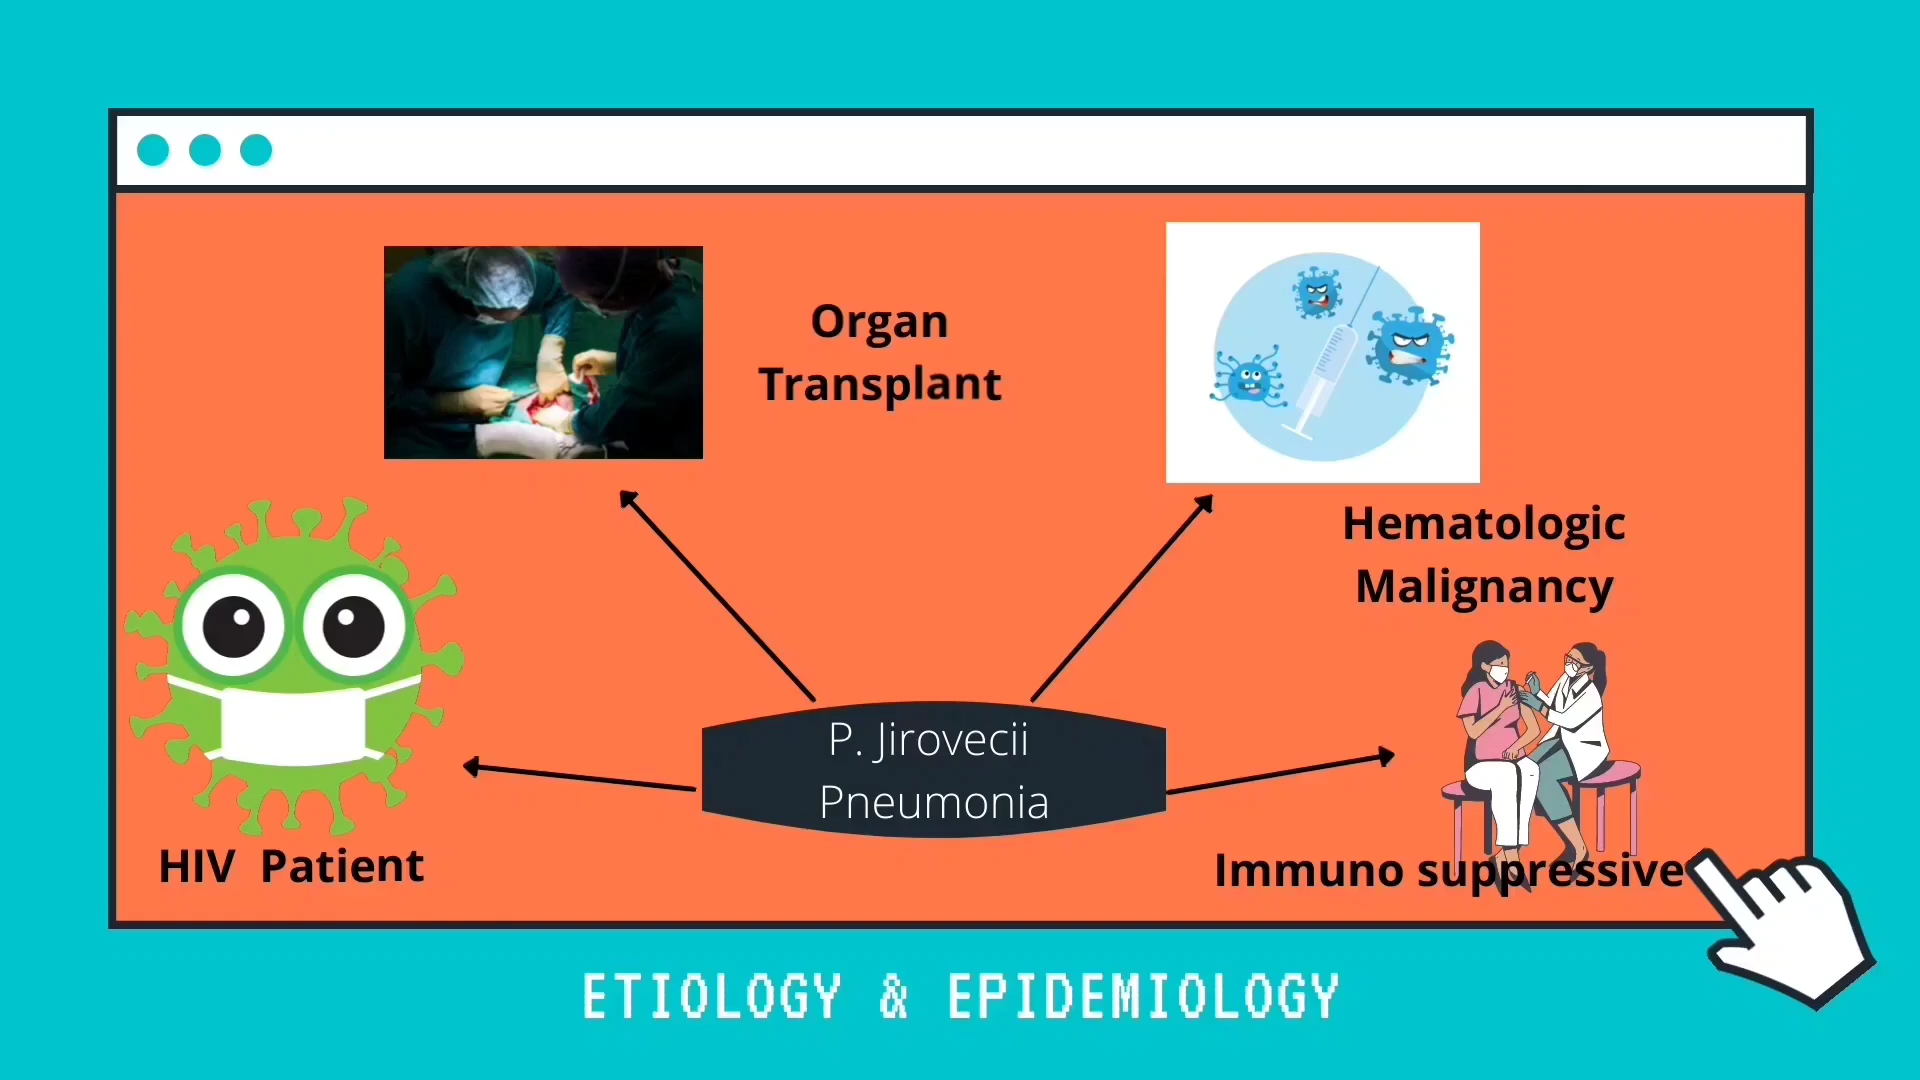 Organ
Transplant
Hematologic
Malignancy
P. Jirovecii
Pneumonia
HIV Patient
Immuno suppressive
ETIOLOGY & EPIDEMIOLOGY